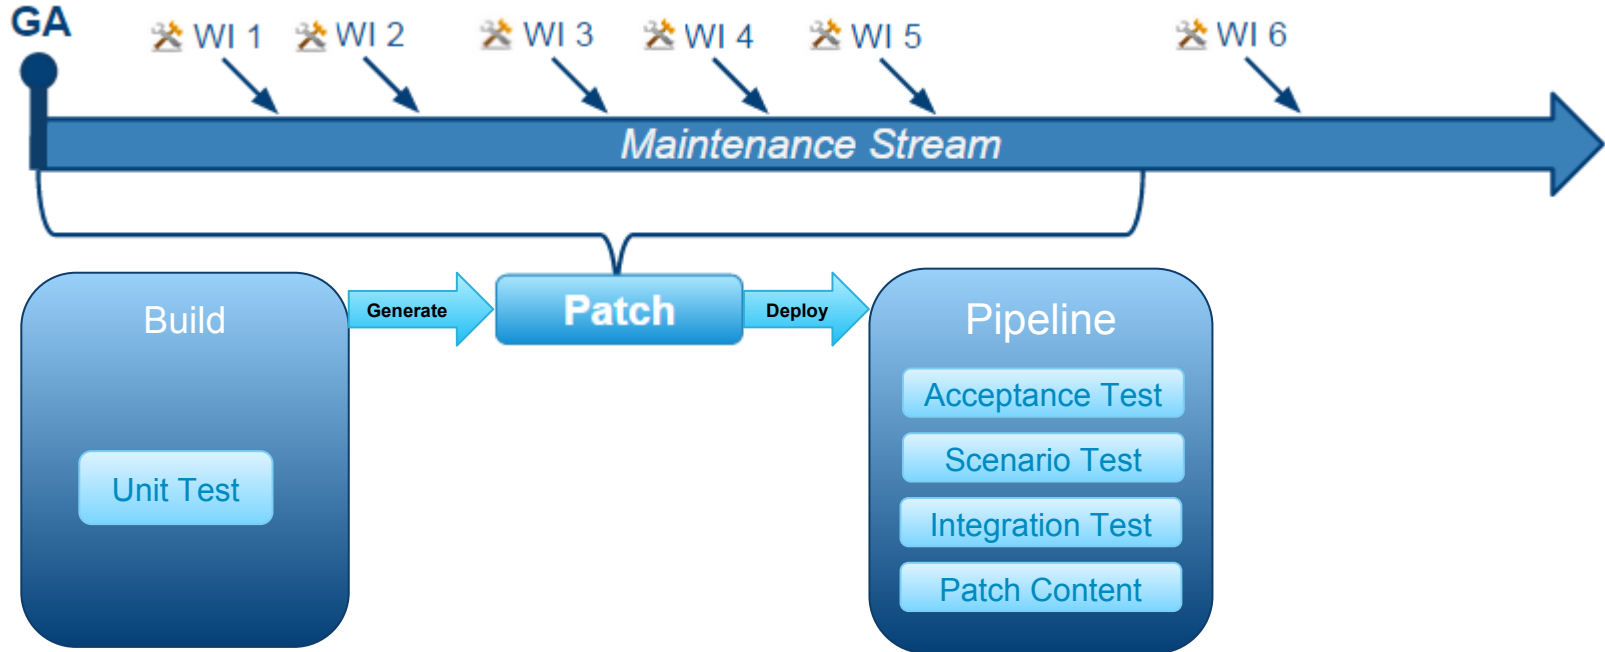 GA
WI 1
WI 2
WI 3
WI 4
WI 5
WI 6
Maintenance Stream
Build
Unit Test
Generate
Patch
Deploy
Pipeline
Acceptance Test
Scenario Test
Integration Test
Patch Content